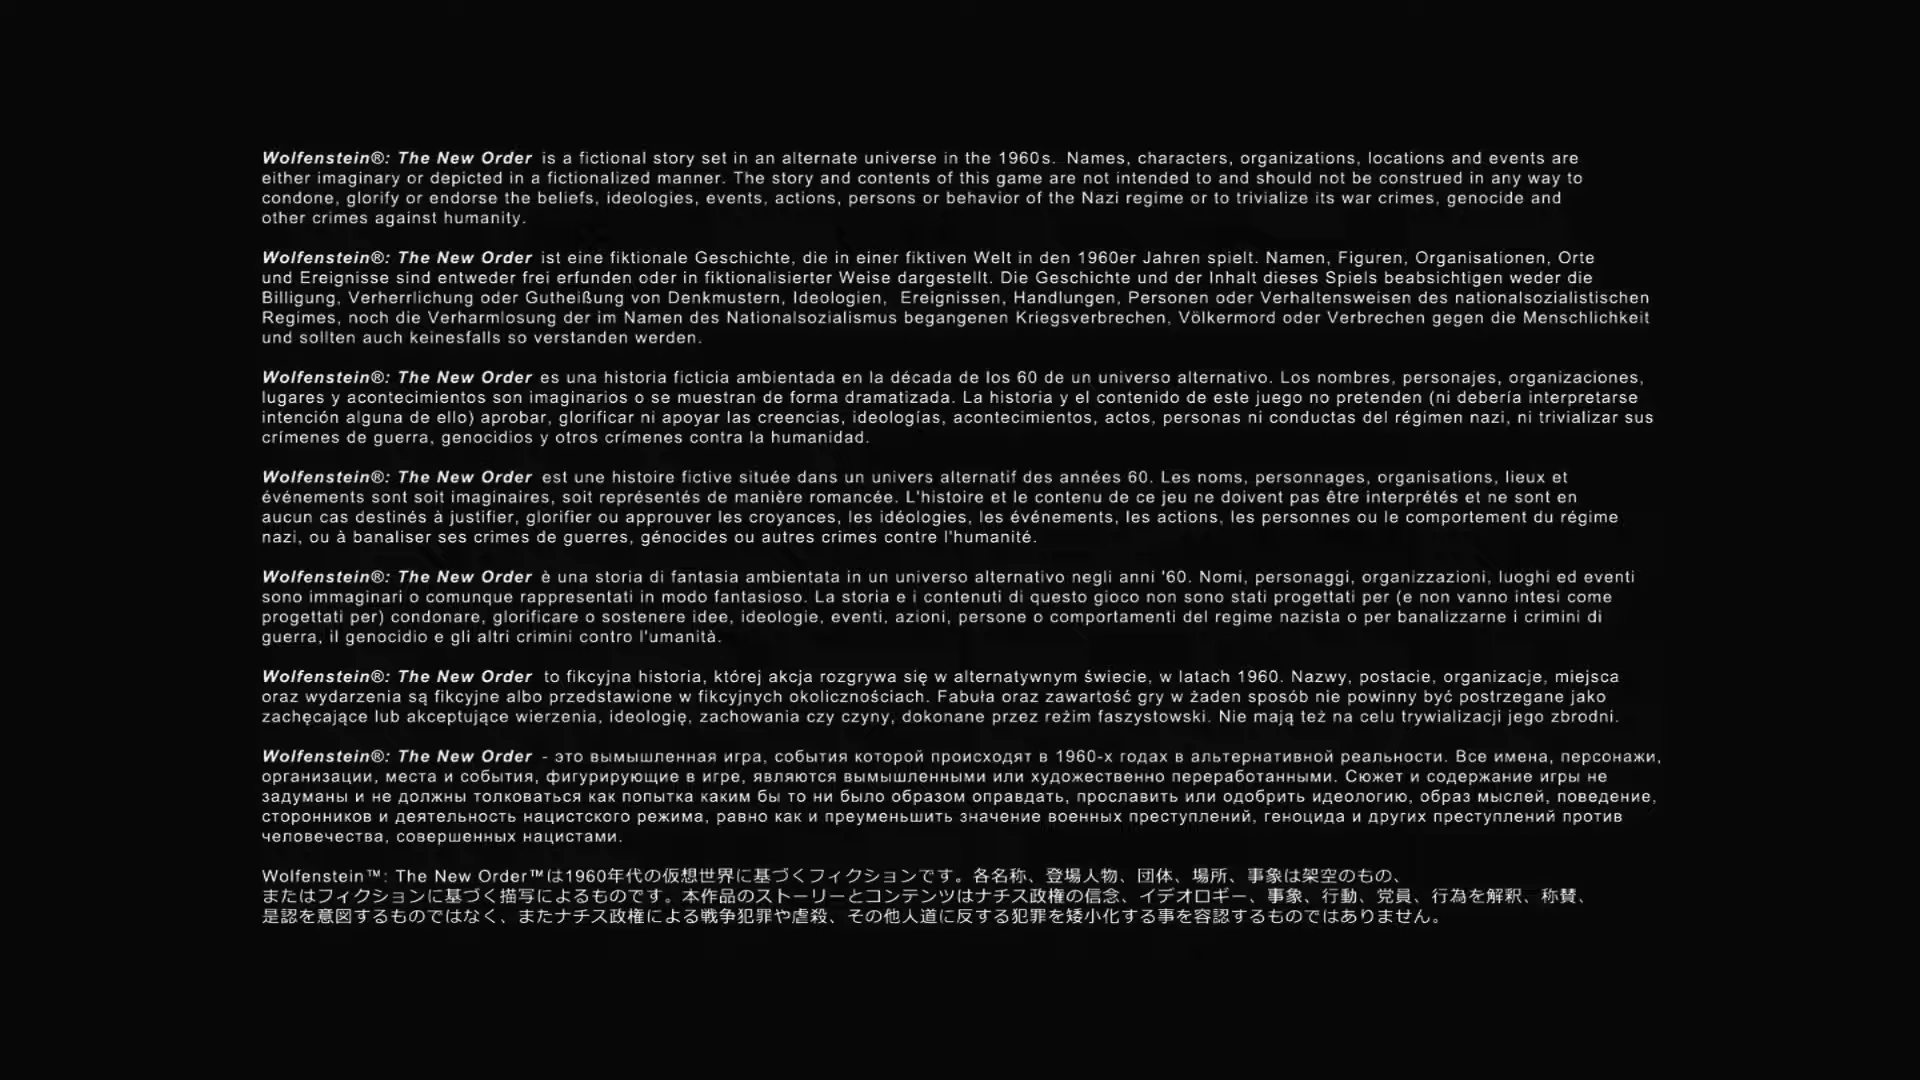 Wolfenstein®: The New Order is a fictional story set in an alternate universe in the 1960s. Names, characters, organizations, locations and events are
either imaginary or depicted in a fictionalized manner. The story and contents of this game are not intended to and should not be construed in any way to
condone, glorify or endorse the beliefs, ideologies, events, actions, persons or behavior of the Nazi regime or to trivialize its war crimes, genocide and
other crimes against humanity.
Wolfenstein®: The New Order ist eine fiktionale Geschichte, die in einer fiktiven Welt in den 1960er Jahren spielt. Namen, Figuren, Organisationen, Orte
und Ereignisse sind entweder frei erfunden oder in fiktionalisierter Weise dargestellt. Die Geschichte und der Inhalt dieses Spiels beabsichtigen weder die
Billigung, Verherrlichung oder Gutheißung von Denkmustern, Ideologien, Ereignissen, Handlungen, Personen oder Verhaltensweisen des nationalsozialistischen
Regimes, noch die Verharmlosung der im Namen des Nationalsozialismus begangenen Kriegsverbrechen, Völkermord oder Verbrechen gegen die Menschlichkeit
und sollten auch keinesfalls so verstanden werden.
Wolfenstein®: The New Order es una historia ficticia ambientada en la década de los 60 de un universo alternativo. Los nombres, personajes, organizaciones,
lugares y acontecimientos son imaginarios o se muestran de forma dramatizada. La historia y el contenido de este juego no pretenden (ni debería interpretarse
intención alguna de ello) aprobar, glorificar ni apoyar las creencias, ideologías, acontecimientos, actos, personas ni conductas del régimen nazi, ni trivializar sus
crímenes de guerra, genocidios y otros crímenes contra la humanidad.
Wolfenstein®: The New Order est une histoire fictive située dans un univers alternatif des années 60. Les noms, personnages, organisations, lieux et
événements sont soit imaginaires, soit représentés de manière romancée. L'histoire et le contenu de ce jeu ne doivent pas être interprétés et ne sont en
aucun cas destinés à justifier, glorifier ou approuver les croyances, les idéologies, les événements, les actions, les personnes ou le comportement du régime
nazi, ou à banaliser ses crimes de guerres, génocides ou autres crimes contre l'humanité.
Wolfenstein®: The New Order è una storia di fantasia ambientata in un universo alternativo negli anni '60. Nomi, personaggi, organizzazioni, luoghi ed eventi
sono immaginari o comunque rappresentati in modo fantasioso. La storia e i contenuti di questo gioco non sono stati progettati per (e non vanno intesi come
progettati per) condonare, glorificare o sostenere idee, ideologie, eventi, azioni, persone o comportamenti del regime nazista o per banalizzarne i crimini di
guerra, il genocidio e gli altri crimini contro l'umanità.
Wolfenstein®: The New Order to fikcyjna historia, której akcja rozgrywa się w alternatywnym świecie, w latach 1960. Nazwy, postacie, organizacje, miejsca
oraz wydarzenia są fikcyjne albo przedstawione w fikcyjnych okolicznościach. Fabuła oraz zawartość gry w żaden sposób nie powinny być postrzegane jako
zachęcające lub akceptujące wierzenia, ideologię, zachowania czy czyny, dokonane przez reżim faszystowski. Nie mają też na celu trywializacji jego zbrodni.
Wolfenstein®: The New Order - это вымышленная игра, события которой происходят в 1960-х годах в альтернативной реальности. Все имена, персонажи,
организации, места и события, фигурирующие в игре, являются вымышленными или художественно переработанными. Сюжет и содержание игры не
задуманы и не должны толковаться как попытка каким бы то ни было образом оправдать, прославить или одобрить идеологию, образ мыслей, поведение,
сторонников и деятельность нацистского режима, равно как и преуменьшить значение военных преступлений, геноцида и других преступлений против
человечества, совершенных нацистами.
Wolfenstein™: The New Order™は1960年代の仮想世界に基づくフィクションです。各名称、登場人物、団体、場所、事象は架空のもの、
またはフィクションに基づく描写によるものです。本作品のストーリーとコンテンツはナチス政権の信念、イデオロギー、事象、行動、党員、行為を解釈、称賛、
是認を意図するものではなく、またナチス政権による戦争犯罪や虐殺、その他人道に反する犯罪を矮小化する事を容認するものではありません。